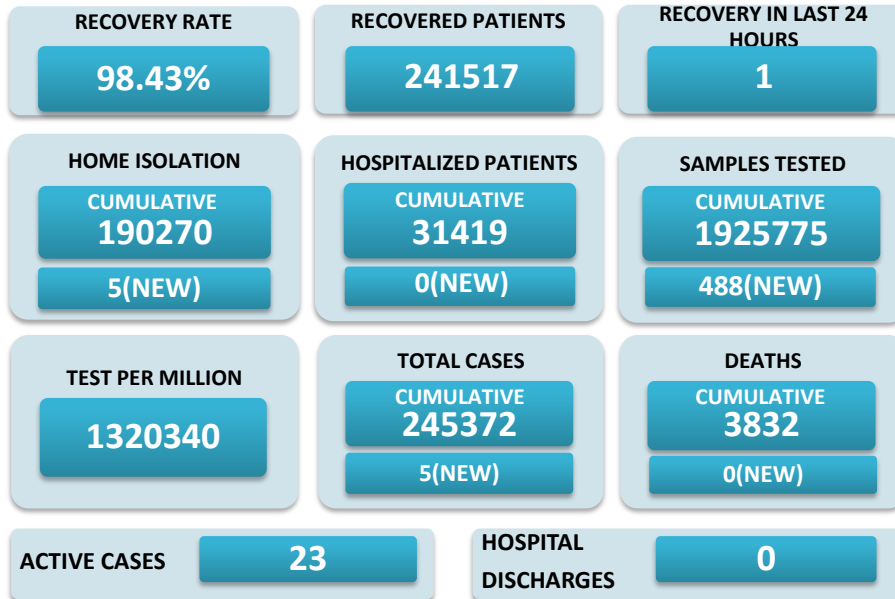 RECOVERY RATE
98.43%
RECOVERED PATIENTS
241517
RECOVERY IN LAST 24
HOURS
1
HOME ISOLATION
CUMULATIVE
190270
5(NEW)
HOSPITALIZED PATIENTS
CUMULATIVE
31419
0(NEW)
SAMPLES TESTED
CUMULATIVE
1925775
488(NEW)
TEST PER MILLION
1320340
TOTAL CASES
CUMULATIVE
245372
5(NEW)
DEATHS
CUMULATIVE
3832
0(NEW)
ACTIVE CASES
23
HOSPITAL
DISCHARGES
0